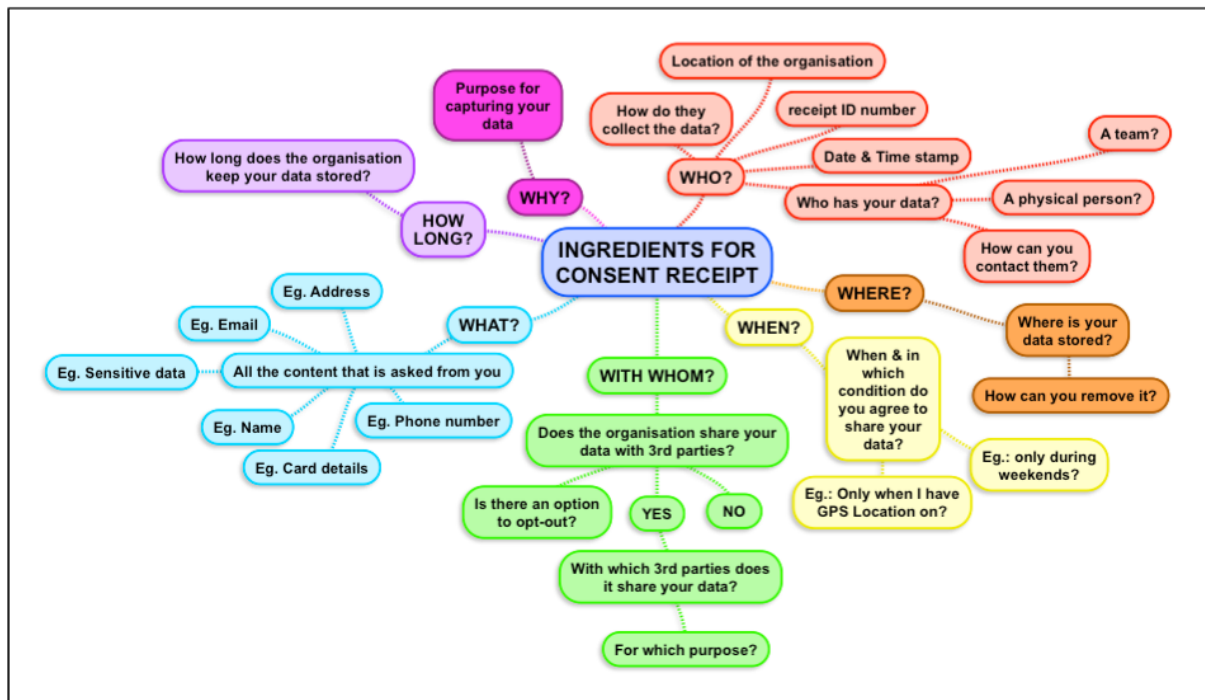 INGREDIENTS FOR
CONSENT RECEIPT
WHY?
Purpose for
capturing your
data
WHO?
Location of the organisation
How do they
collect the data?
receipt ID number
Date & Time stamp
Who has your data?
A team?
A physical person?
How can you
contact them?
WHERE?
Where is your
data stored?
How can you remove it?
WHEN?
When & in
which
condition do
you agree to
share your
data?
Eg.: only during
weekends?
Eg.: Only when I have
GPS Location on?
WITH WHOM?
Does the organisation share your
data with 3rd parties?
Is there an option
to opt-out?
YES
NO
With which 3rd parties does
it share your data?
For which purpose?
WHAT?
All the content that is asked from you
Eg. Address
Eg. Email
Eg. Sensitive data
Eg. Name
Eg. Card details
Eg. Phone number
HOW
LONG?
How long does the organisation
keep your data stored?